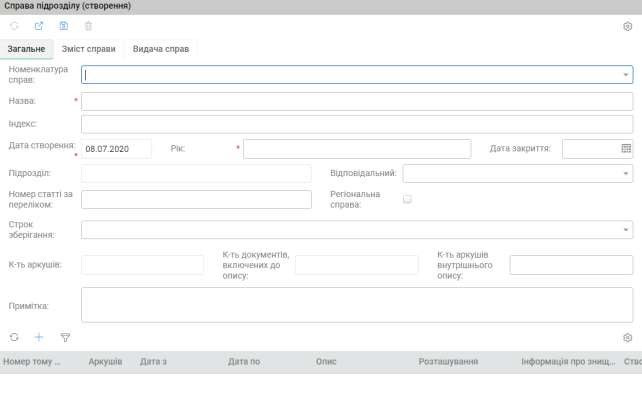 Справа підрозділу (створення)
Загальне Зміст справи Видача справ
Номенклатура
справ:
Назва: *
Індекс:
Дата створення: * 08.07.2020 Рік: * Дата закриття:
Підрозділ: Відповідальний:
Номер статті за
переліком:
Регіональна
справа:
Строк
зберігання:
К-ть аркушів:
К-ть документів,
включених до
опису:
К-ть аркушів
внутрішнього
опису:
Примітка:
Номер тому ... Аркушів Дата з Дата по Опис Розташування Інформація про знищ... Ство